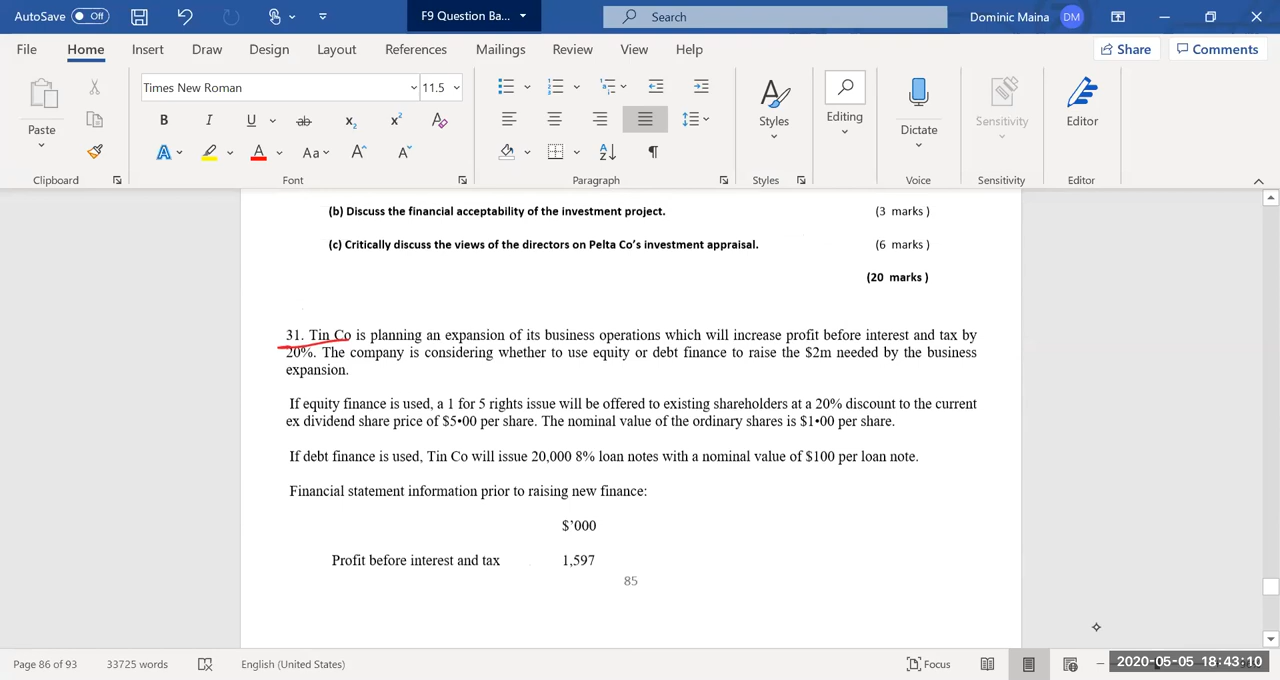 AutoSave Off F9 Question Ba... Search Dominic Maina DM
File Home Insert Draw Design Layout References Mailings Review View Help Share Comments
Times New Roman 11.5
Paste Styles Editing Dictate Sensitivity Editor
Clipboard Font Paragraph Styles Voice Sensitivity Editor
(b) Discuss the financial acceptability of the investment project. (3 marks )
(c) Critically discuss the views of the directors on Pelta Co’s investment appraisal. (6 marks )
(20 marks )
31. Tin Co is planning an expansion of its business operations which will increase profit before interest and tax by
20%. The company is considering whether to use equity or debt finance to raise the $2m needed by the business
expansion.
If equity finance is used, a 1 for 5 rights issue will be offered to existing shareholders at a 20% discount to the current
ex dividend share price of $5•00 per share. The nominal value of the ordinary shares is $1•00 per share.
If debt finance is used, Tin Co will issue 20,000 8% loan notes with a nominal value of $100 per loan note.
Financial statement information prior to raising new finance:
$’000
Profit before interest and tax 1,597
85
Page 86 of 93 33725 words English (United States) Focus 2020-05-05 18:43:10